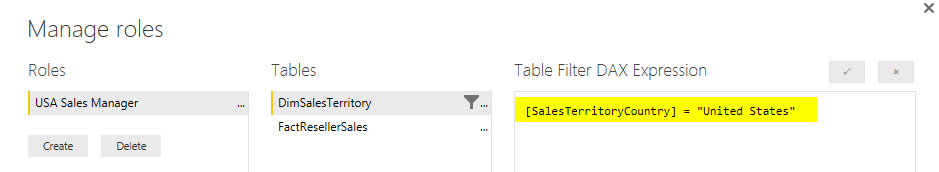 Manage roles
Roles
USA Sales Manager
...
Create
Delete
Tables
DimSalesTerritory
...
FactResellerSales
...
Table Filter DAX Expression
[SalesTerritoryCountry] = "United States"